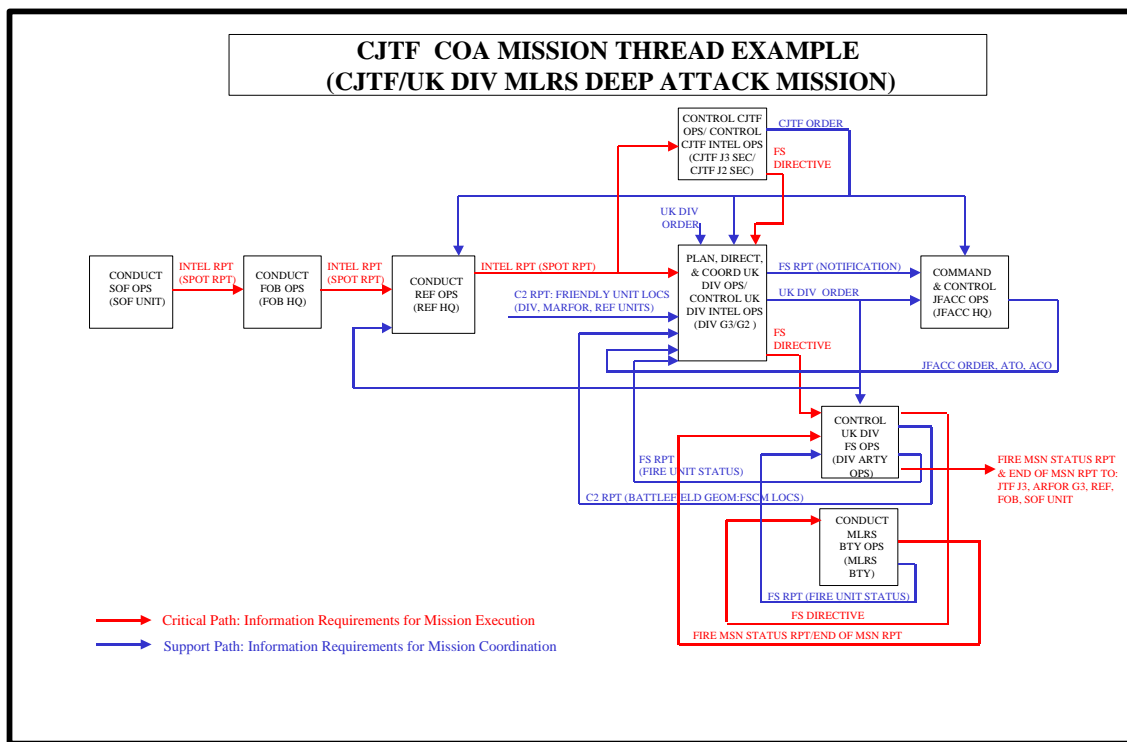 CJTF  COA MISSION THREAD EXAMPLE
(CJTF/UK DIV MLRS DEEP ATTACK MISSION)
CONTROL CJTF
OPS/ CONTROL
CJTF INTEL OPS
(CJTF J3 SEC/
CJTF J2 SEC)
CJTF ORDER
FS
DIRECTIVE
UK DIV
ORDER
CONDUCT
SOF OPS
(SOF UNIT)
INTEL RPT
(SPOT RPT)
CONDUCT
FOB OPS
(FOB HQ)
INTEL RPT
(SPOT RPT)
CONDUCT
REF OPS
(REF HQ)
INTEL RPT (SPOT RPT)
C2 RPT: FRIENDLY UNIT LOCS
(DIV, MARFOR, REF UNITS)
PLAN, DIRECT,
& COORD UK
DIV OPS/
CONTROL UK
DIV INTEL OPS
(DIV G3/G2 )
FS RPT (NOTIFICATION)
UK DIV  ORDER
COMMAND
& CONTROL
JFACC OPS
(JFACC HQ)
FS
DIRECTIVE
JFACC ORDER, ATO, ACO
CONTROL
UK DIV
FS OPS
(DIV ARTY
OPS)
FS RPT
(FIRE UNIT STATUS)
C2 RPT (BATTLEFIELD GEOM:FSCM LOCS)
FIRE MSN STATUS RPT
& END OF MSN RPT TO:
JTF J3, ARFOR G3, REF,
FOB, SOF UNIT
CONDUCT
MLRS
BTY OPS
(MLRS
BTY)
FS RPT (FIRE UNIT STATUS)
FS DIRECTIVE
FIRE MSN STATUS RPT/END OF MSN RPT
Critical Path: Information Requirements for Mission Execution
Support Path: Information Requirements for Mission Coordination